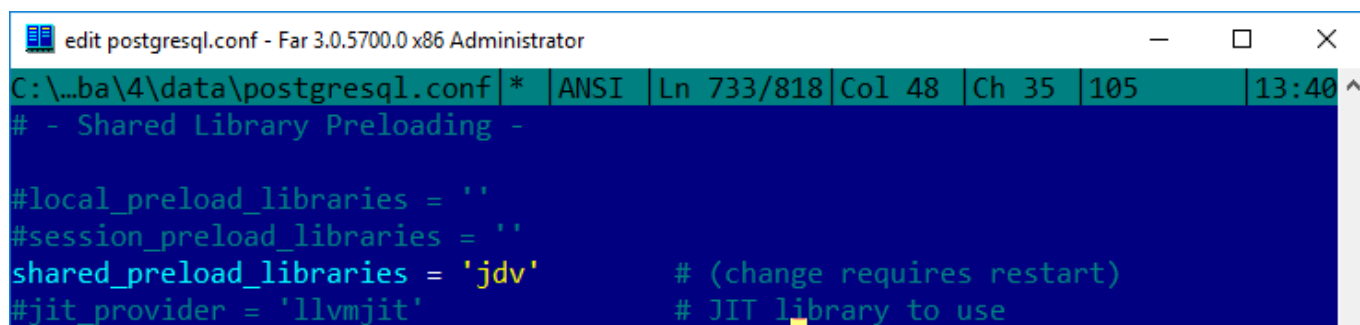 edit postgresql.conf - Far 3.0.5700.0 x86 Administrator
C:\…ba\4\data\postgresql.conf|* |ANSI |Ln 733/818|Col 48 |Ch 35 |105 |13:40
# - Shared Library Preloading -
#local_preload_libraries = ''
#session_preload_libraries = ''
shared_preload_libraries = 'jdv' # (change requires restart)
#jit_provider = 'llvmjit' # JIT library to use